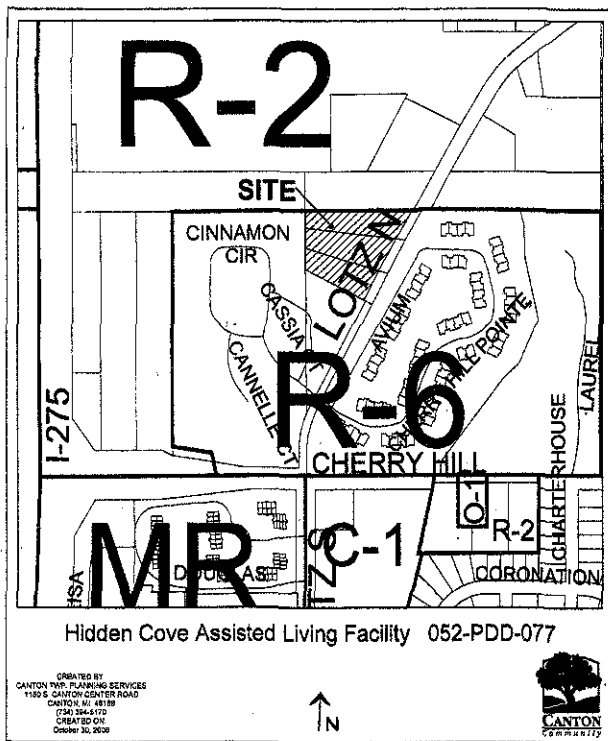 R-2
SITE
CINNAMON
CIR
LOTZ N
CASSIA CT
AVIUM
CANNELLE CT
CHERRY HILL POINTE
R-6
LAUREL
I-275
CHERRY HILL
CHARTERHOUSE
O-1
R-2
MR
C-1
DOUGLAS
CORONATION
Hidden Cove Assisted Living Facility 052-PDD-077
CREATED BY
CANTON TWP. PLANNING SERVICES
1150 S. CANTON CENTER ROAD
CANTON, MI 48188
(734) 394-5170
CREATED ON
October 30, 2008
N
CANTON
Community